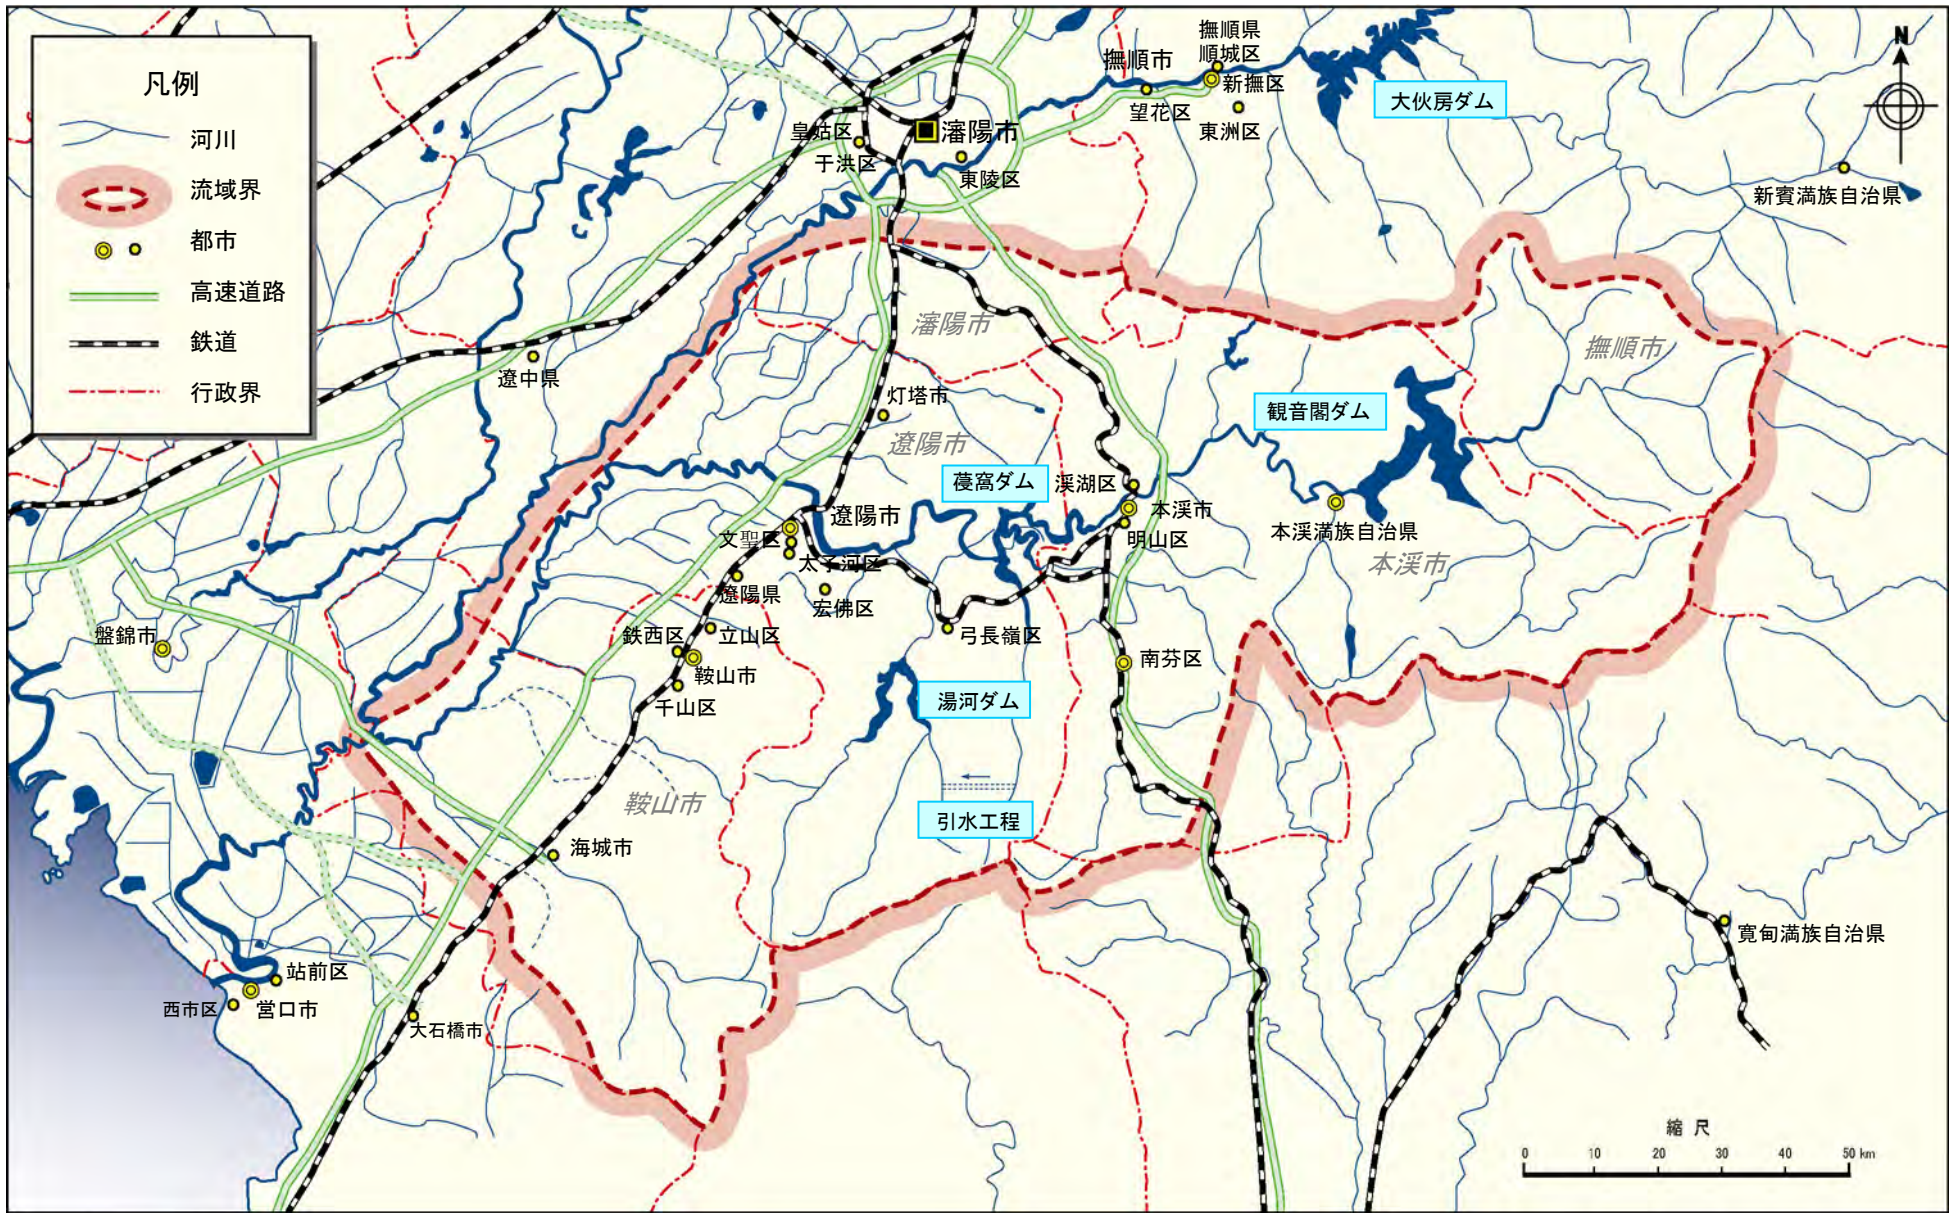 凡例
河川
流域界
都市
高速道路
鉄道
行政界
撫順県
順城区
撫順市
新撫区
望花区
東洲区
大伙房ダム
N
皇姑区
瀋陽市
于洪区
東陵区
新賓満族自治県
瀋陽市
撫順市
遼中県
灯塔市
観音閣ダム
遼陽市
葠窩ダム
渓湖区
本渓市
遼陽市
文聖区
明山区
本渓満族自治県
太子河区
本渓市
遼陽県
宏佛区
盤錦市
鉄西区
立山区
弓長嶺区
南芬区
鞍山市
千山区
湯河ダム
鞍山市
引水工程
海城市
寛甸満族自治県
站前区
西市区
営口市
大石橋市
縮 尺
0 10 20 30 40 50 km